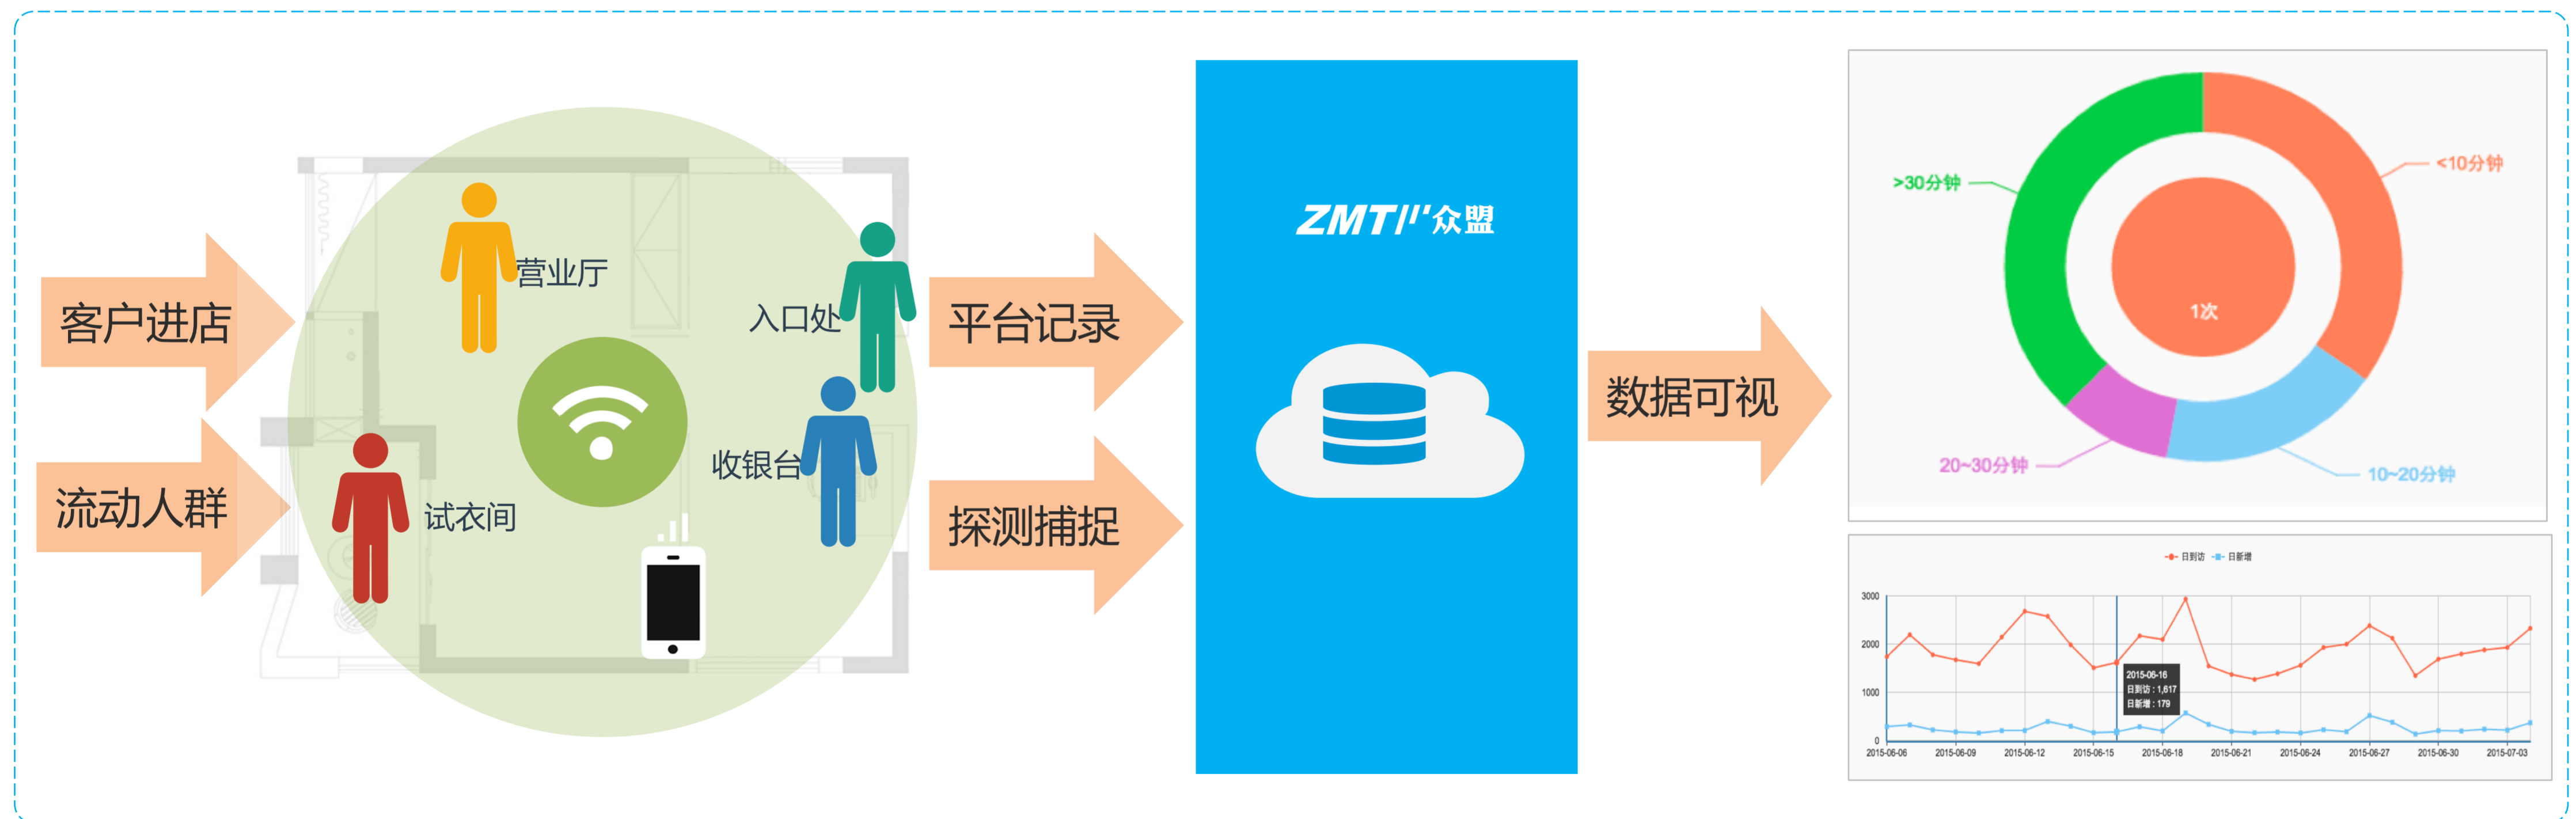 客户进店
流动人群
营业厅
入口处
收银台
试衣间
平台记录
探测捕捉
ZMT 众盟
数据可视
>30分钟
<10分钟
1次
20~30分钟
10~20分钟
日到访 日新增
3000
2000
1000
0
2015-06-16
日到访 : 1,617
日新增 : 179
2015-06-06 2015-06-09 2015-06-12 2015-06-15 2015-06-18 2015-06-21 2015-06-24 2015-06-27 2015-06-30 2015-07-03